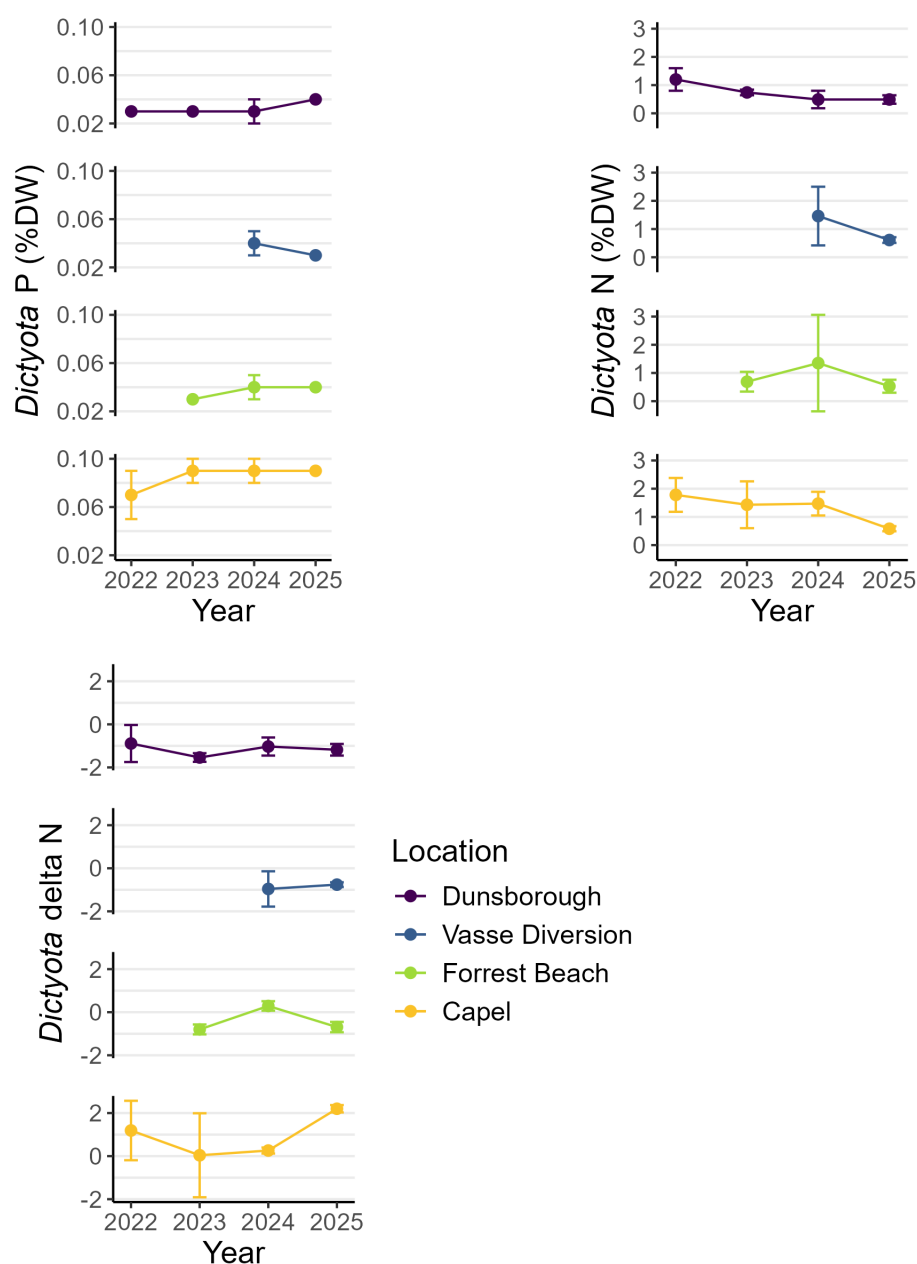 Dictyota P (%DW)
0.10
0.06
0.02
0.10
0.06
0.02
0.10
0.06
0.02
0.10
0.06
0.02
2022 2023 2024 2025
Year
Dictyota N (%DW)
3
2
1
0
3
2
1
0
3
2
1
0
3
2
1
0
2022 2023 2024 2025
Year
Dictyota delta N
2
0
-2
2
0
-2
2
0
-2
2
0
-2
2022 2023 2024 2025
Year
Location
Dunsborough
Vasse Diversion
Forrest Beach
Capel